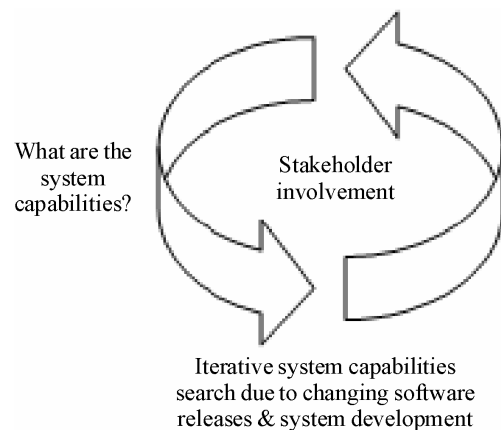 What are the
system
capabilities?
Stakeholder
involvement
Iterative system capabilities
search due to changing software
releases & system development